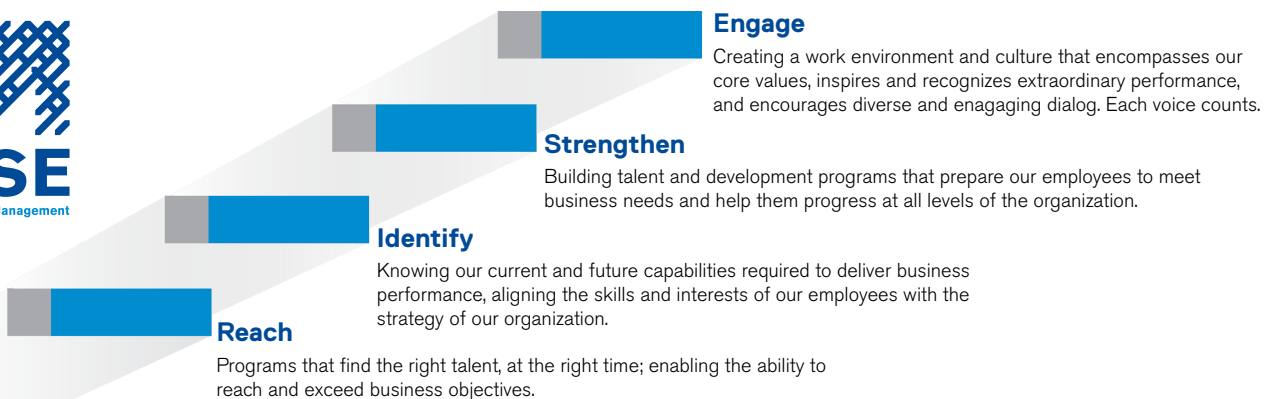 Engage
Creating a work environment and culture that encompasses our
core values, inspires and recognizes extraordinary performance,
and encourages diverse and enagaging dialog. Each voice counts.
Strengthen
Building talent and development programs that prepare our employees to meet
business needs and help them progress at all levels of the organization.
SE
Management
Identify
Knowing our current and future capabilities required to deliver business
performance, aligning the skills and interests of our employees with the
strategy of our organization.
Reach
Programs that find the right talent, at the right time; enabling the ability to
reach and exceed business objectives.